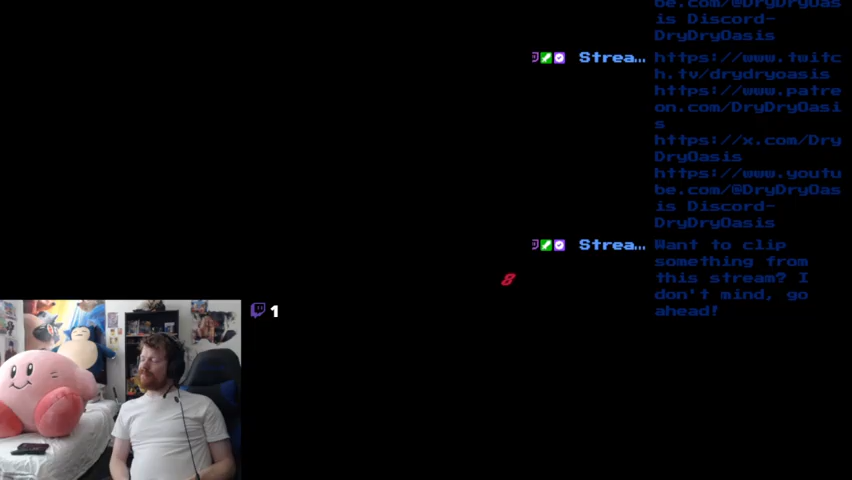 be.com/@DryDryOas
is Discord-
DryDryOasis
Strea… https://www.twitc
h.tv/drydryoasis
https://www.patre
on.com/DryDryOasi
s
https://x.com/Dry
DryOasis
https://www.youtu
be.com/@DryDryOas
is Discord-
DryDryOasis
Strea… Want to clip
something from
this stream? I
don't mind, go
ahead!
8
1